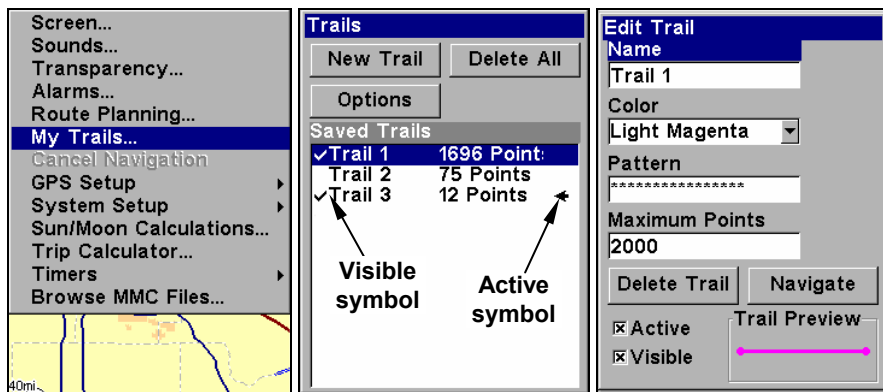 Screen...
Sounds...
Transparency...
Alarms...
Route Planning...
My Trails...
Cancel Navigation
GPS Setup
System Setup
Sun/Moon Calculations...
Trip Calculator...
Timers
Browse MMC Files...
40mi
Trails
New Trail Delete All
Options
Saved Trails
✓Trail 1 1696 Point:
Trail 2 75 Points
✓Trail 3 12 Points
Visible
symbol
Active
symbol
Edit Trail
Name
Trail 1
Color
Light Magenta
Pattern
****************
Maximum Points
2000
Delete Trail Navigate
Active
Visible
Trail Preview